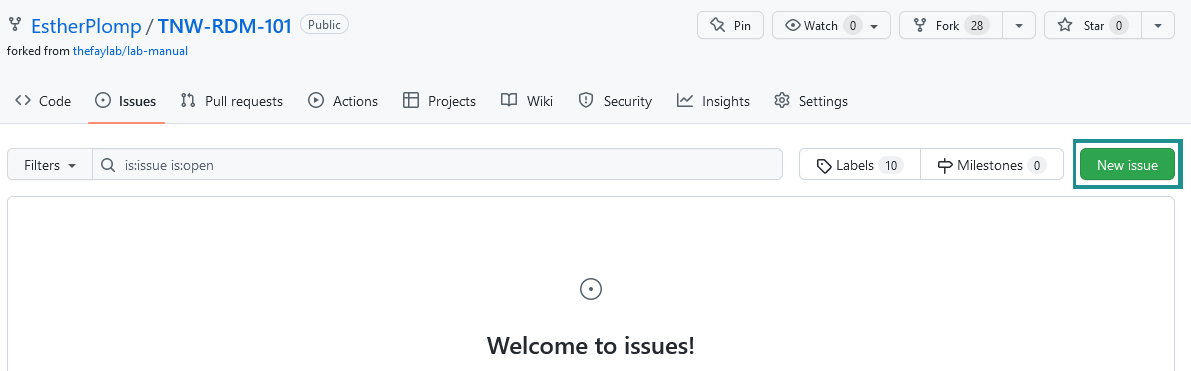 EstherPlomp / TNW-RDM-101 Public Pin Watch 0 Fork 28 Star 0
forked from thefaylab/lab-manual
Code Issues Pull requests Actions Projects Wiki Security Insights Settings
Filters is:issue is:open Labels 10 Milestones 0 New issue
Welcome to issues!